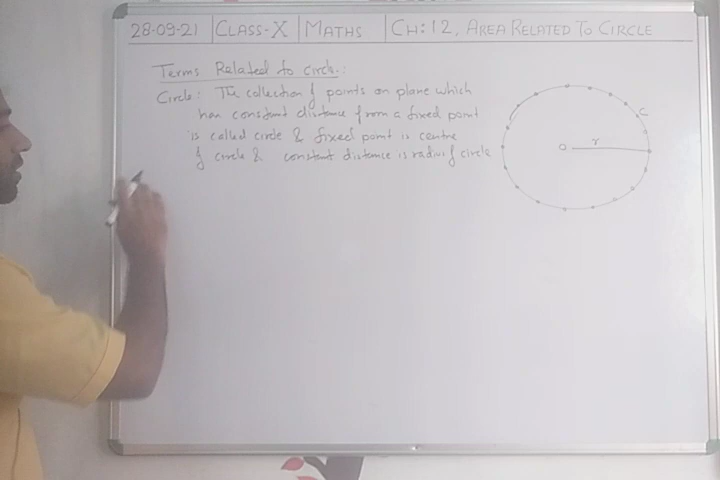 28-09-21 | CLASS-X | MATHS | CH: 12, AREA RELATED TO CIRCLE
Terms Related to circle:
Circle: The collection of points on plane which
has constant distance from a fixed point
is called circle & fixed point is centre
of circle & constant distance is radius of circle
C
O r